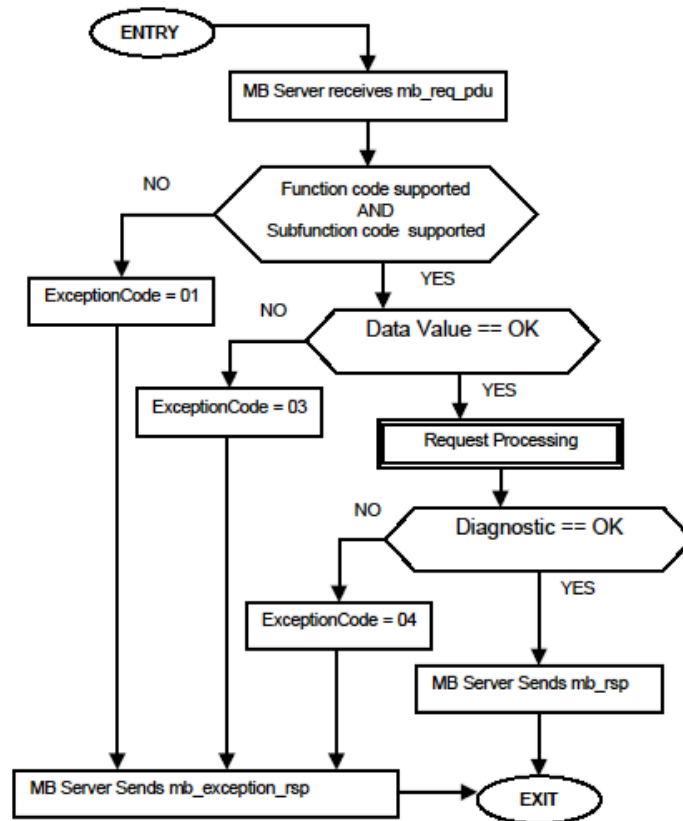 ENTRY
MB Server receives mb_req_pdu
NO
Function code supported
AND
Subfunction code supported
YES
ExceptionCode = 01
NO
Data Value == OK
YES
ExceptionCode = 03
Request Processing
NO
Diagnostic == OK
YES
ExceptionCode = 04
MB Server Sends mb_rsp
MB Server Sends mb_exception_rsp
EXIT